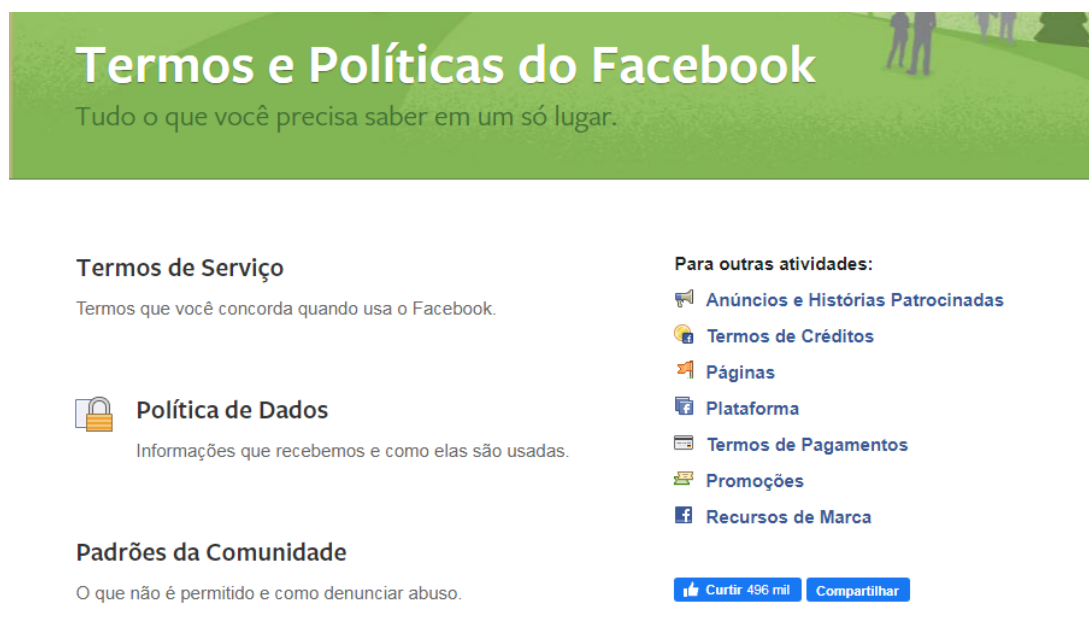 Termos e Políticas do Facebook
Tudo o que você precisa saber em um só lugar.
Termos de Serviço
Termos que você concorda quando usa o Facebook.
Política de Dados
Informações que recebemos e como elas são usadas.
Padrões da Comunidade
O que não é permitido e como denunciar abuso.
Para outras atividades:
Anúncios e Histórias Patrocinadas
Termos de Créditos
Páginas
Plataforma
Termos de Pagamentos
Promoções
Recursos de Marca
Curtir 496 mil
Compartilhar